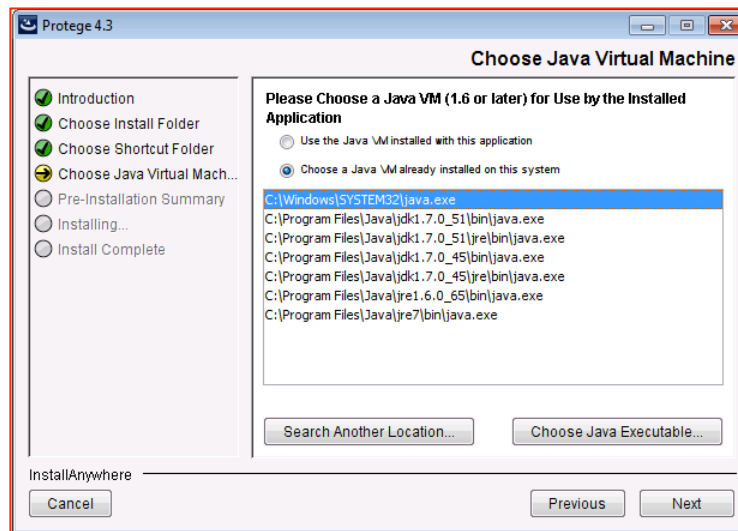 Protege 4.3
Choose Java Virtual Machine
Introduction
Choose Install Folder
Choose Shortcut Folder
Choose Java Virtual Mach...
Pre-Installation Summary
Installing...
Install Complete
Please Choose a Java VM (1.6 or later) for Use by the Installed
Application
Use the Java VM installed with this application
Choose a Java VM already installed on this system
C:\Windows\SYSTEM32\java.exe
C:\Program Files\Java\jdk1.7.0_51\bin\java.exe
C:\Program Files\Java\jdk1.7.0_51\jre\bin\java.exe
C:\Program Files\Java\jdk1.7.0_45\bin\java.exe
C:\Program Files\Java\jdk1.7.0_45\jre\bin\java.exe
C:\Program Files\Java\jre1.6.0_65\bin\java.exe
C:\Program Files\Java\jre7\bin\java.exe
Search Another Location...
Choose Java Executable...
InstallAnywhere
Cancel
Previous
Next